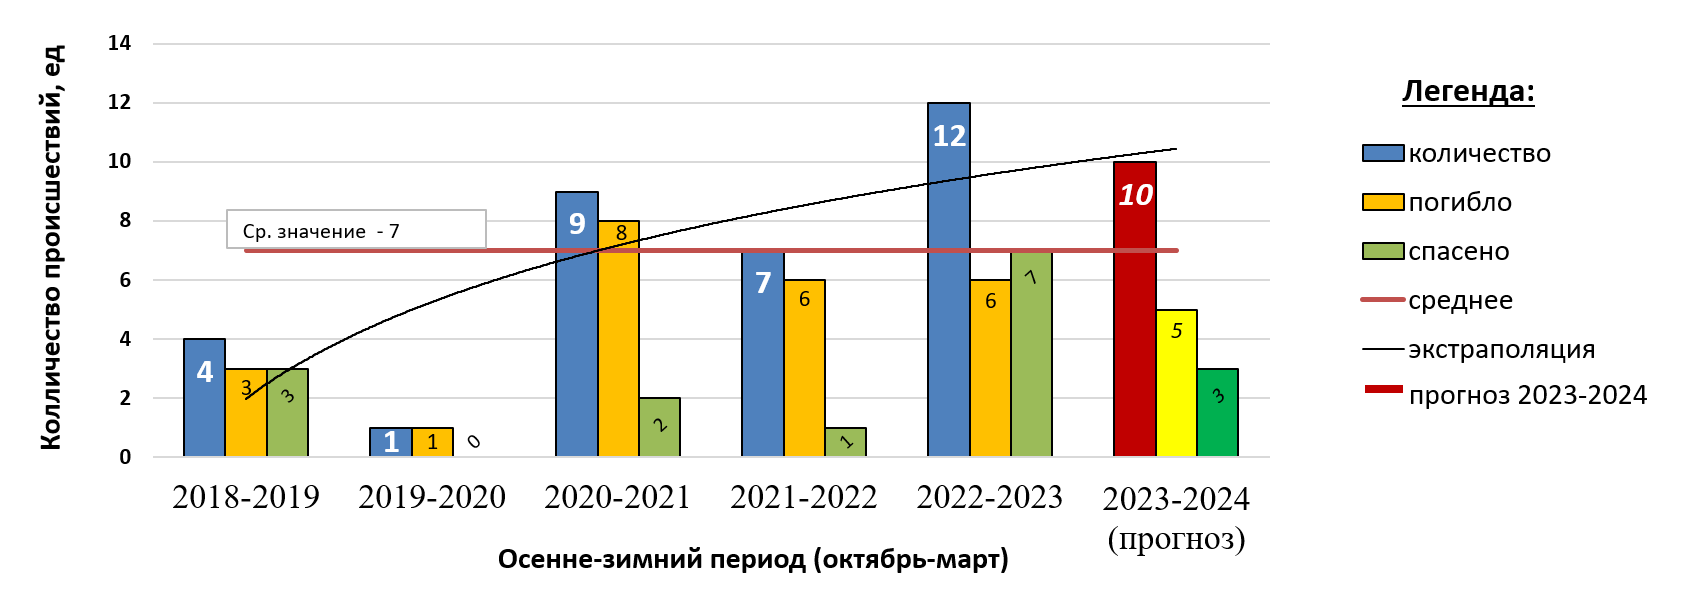 Колличество происшествий, ед
14
12
10
8
6
4
2
0
Ср. значение - 7
4
3
3
1
1
0
9
8
2
7
6
1
12
6
7
10
5
3
2018-2019
2019-2020
2020-2021
2021-2022
2022-2023
2023-2024
(прогноз)
Осенне-зимний период (октябрь-март)
Легенда:
количество
погибло
спасено
среднее
экстраполяция
прогноз 2023-2024